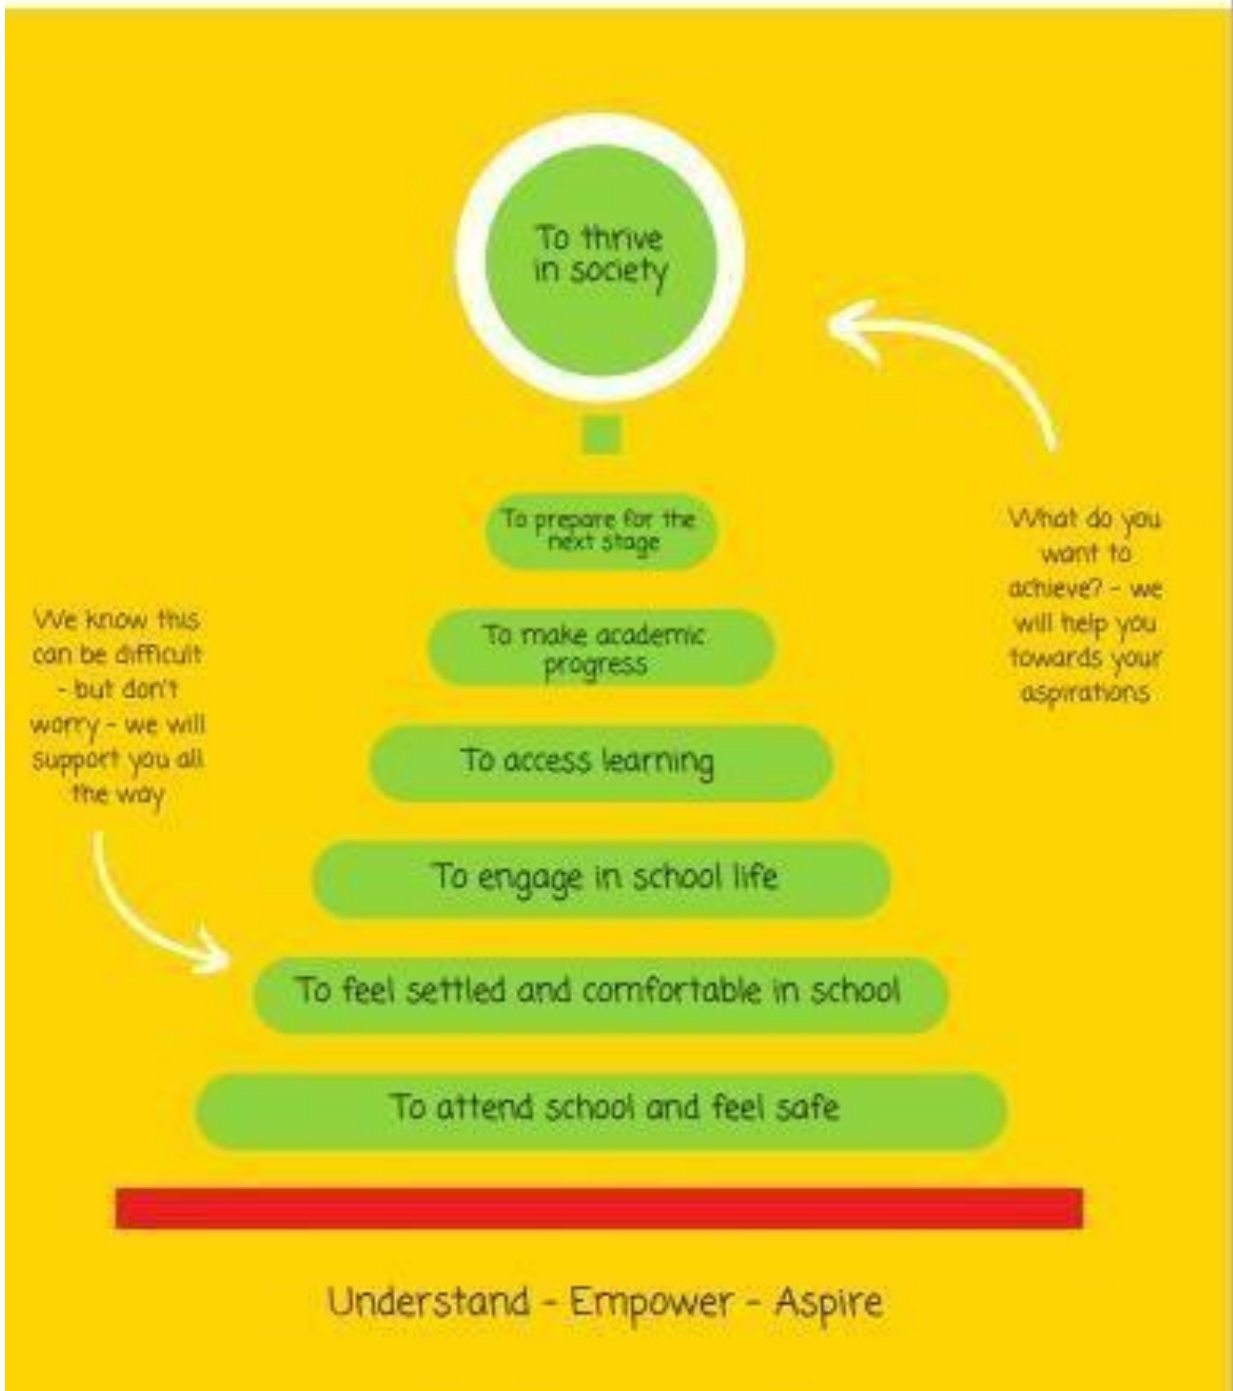 To thrive
in society
To prepare for the
next stage
To make academic
progress
To access learning
To engage in school life
To feel settled and comfortable in school
To attend school and feel safe
What do you
want to
achieve? - we
will help you
towards your
aspirations
We know this
can be difficult
- but don't
worry - we will
support you all
the way
Understand - Empower - Aspire